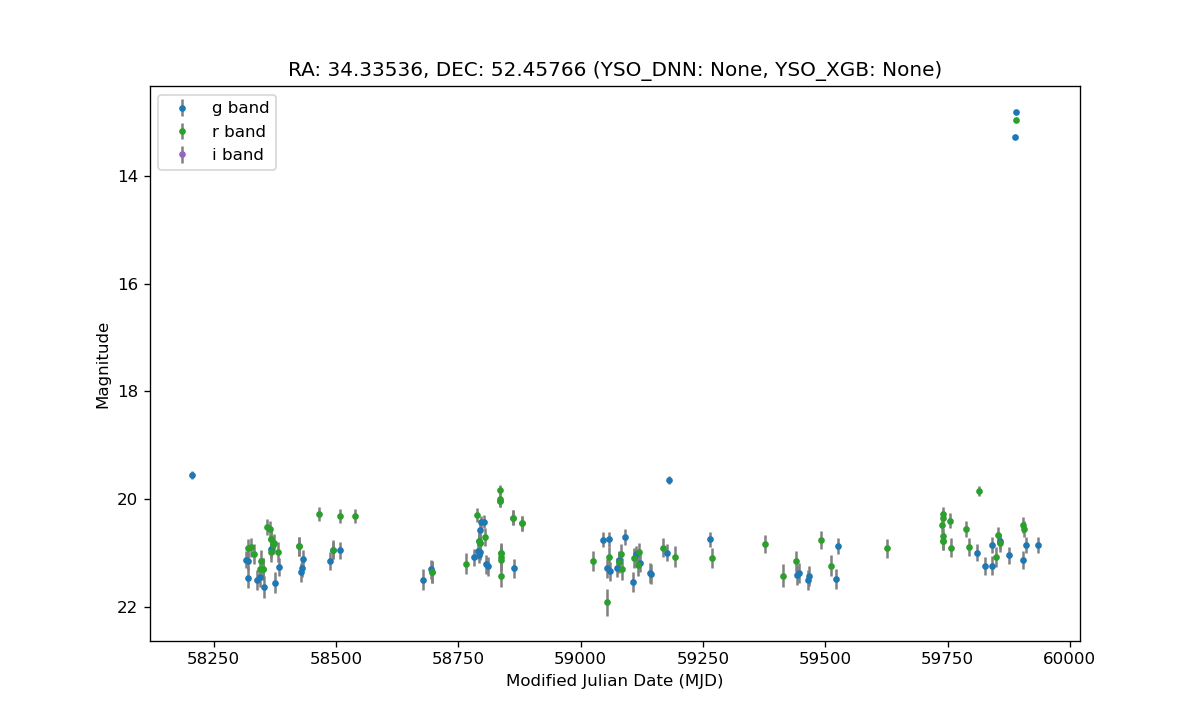 RA: 34.33536, DEC: 52.45766 (YSO_DNN: None, YSO_XGB: None)
g band
r band
i band
14
16
18
20
22
Magnitude
58250 58500 58750 59000 59250 59500 59750 60000
Modified Julian Date (MJD)